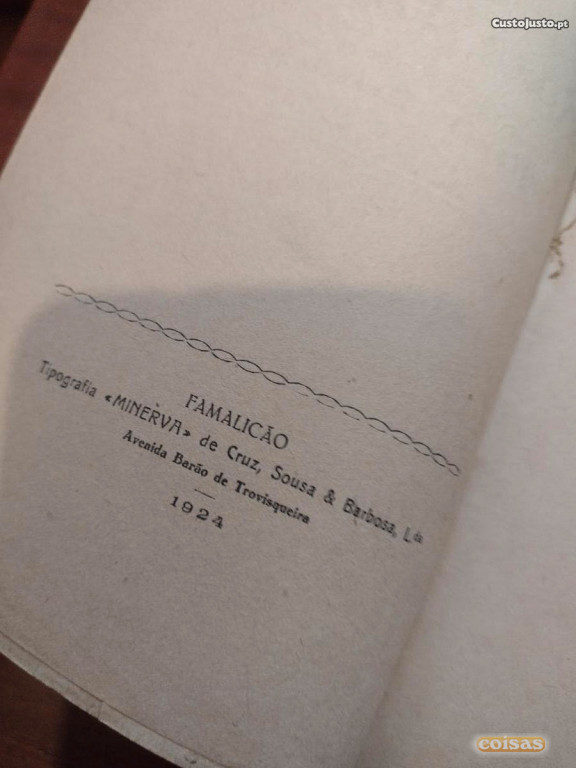 CustoJusto.pt
FAMALICÃO
Tipografia «MINERVA» de Cruz, Sousa & Barbosa, L.da
Avenida Barão de Trovisqueira
1924
coisas